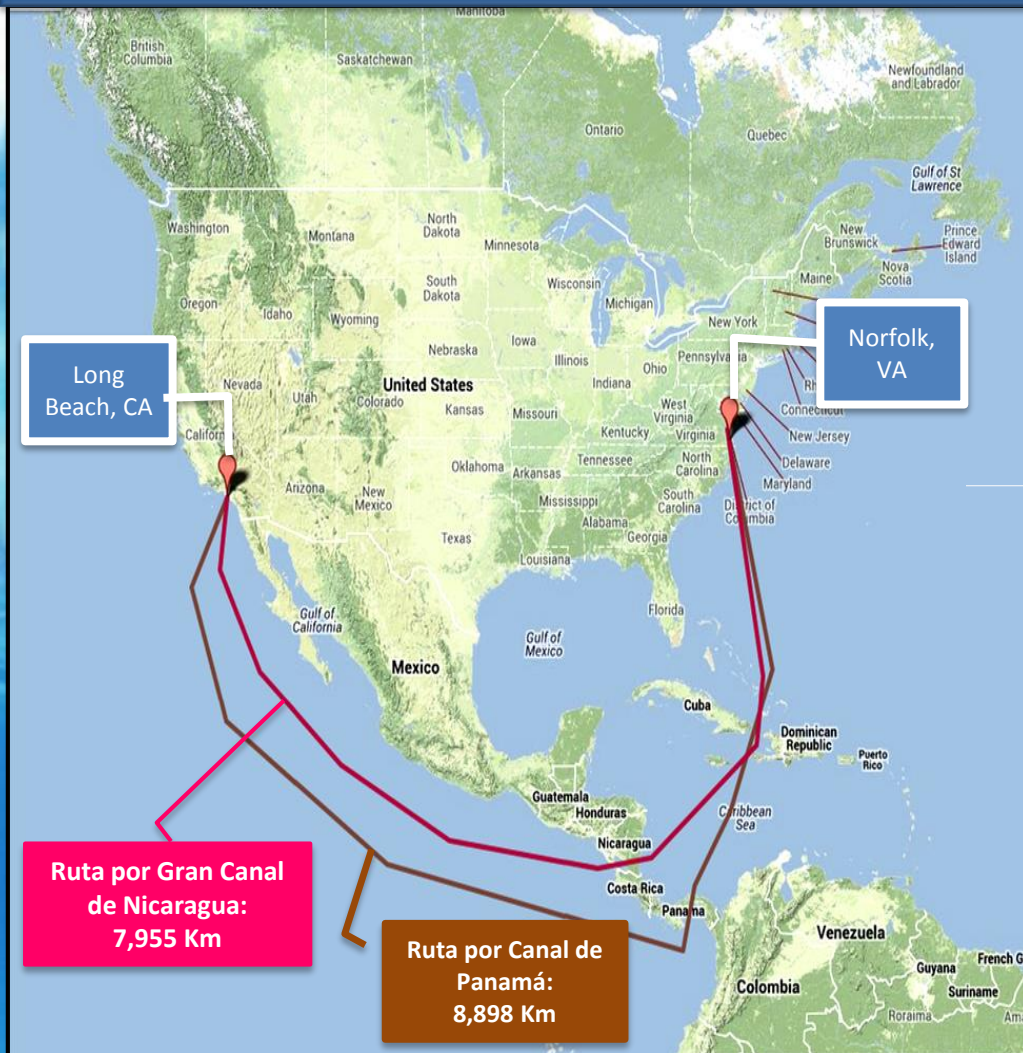 Manitoba
British
Columbia
Saskatchewan
Newfoundland
and Labrador
Ontario
Quebec
Gulf of St
Lawrence
Washington
Montana
North
Dakota
Minnesota
New
Brunswick
Prince
Edward
Island
Nova
Scotia
Maine
Oregon
Idaho
Wyoming
South
Dakota
Wisconsin
Michigan
New York
Norfolk,
VA
Long
Beach, CA
Nevada
Utah
Colorado
Nebraska
Iowa
Illinois
Indiana
Ohio
Pennsylvania
Rh
Connecticut
New Jersey
Delaware
Maryland
District of
Columbia
United States
Kansas
Missouri
West
Virginia
Kentucky
Virginia
California
Arizona
New
Mexico
Oklahoma
Arkansas
Tennessee
North
Carolina
Mississippi
South
Carolina
Alabama
Georgia
Texas
Louisiana
Florida
Gulf of
California
Gulf of
Mexico
Mexico
Cuba
Dominican
Republic
Puerto
Rico
Guatemala
Honduras
Caribbean
Sea
Nicaragua
Costa Rica
Panama
Ruta por Gran Canal
de Nicaragua:
7,955 Km
Ruta por Canal de
Panamá:
8,898 Km
Venezuela
Guyana
French G
Suriname
Colombia
Roraima
Am